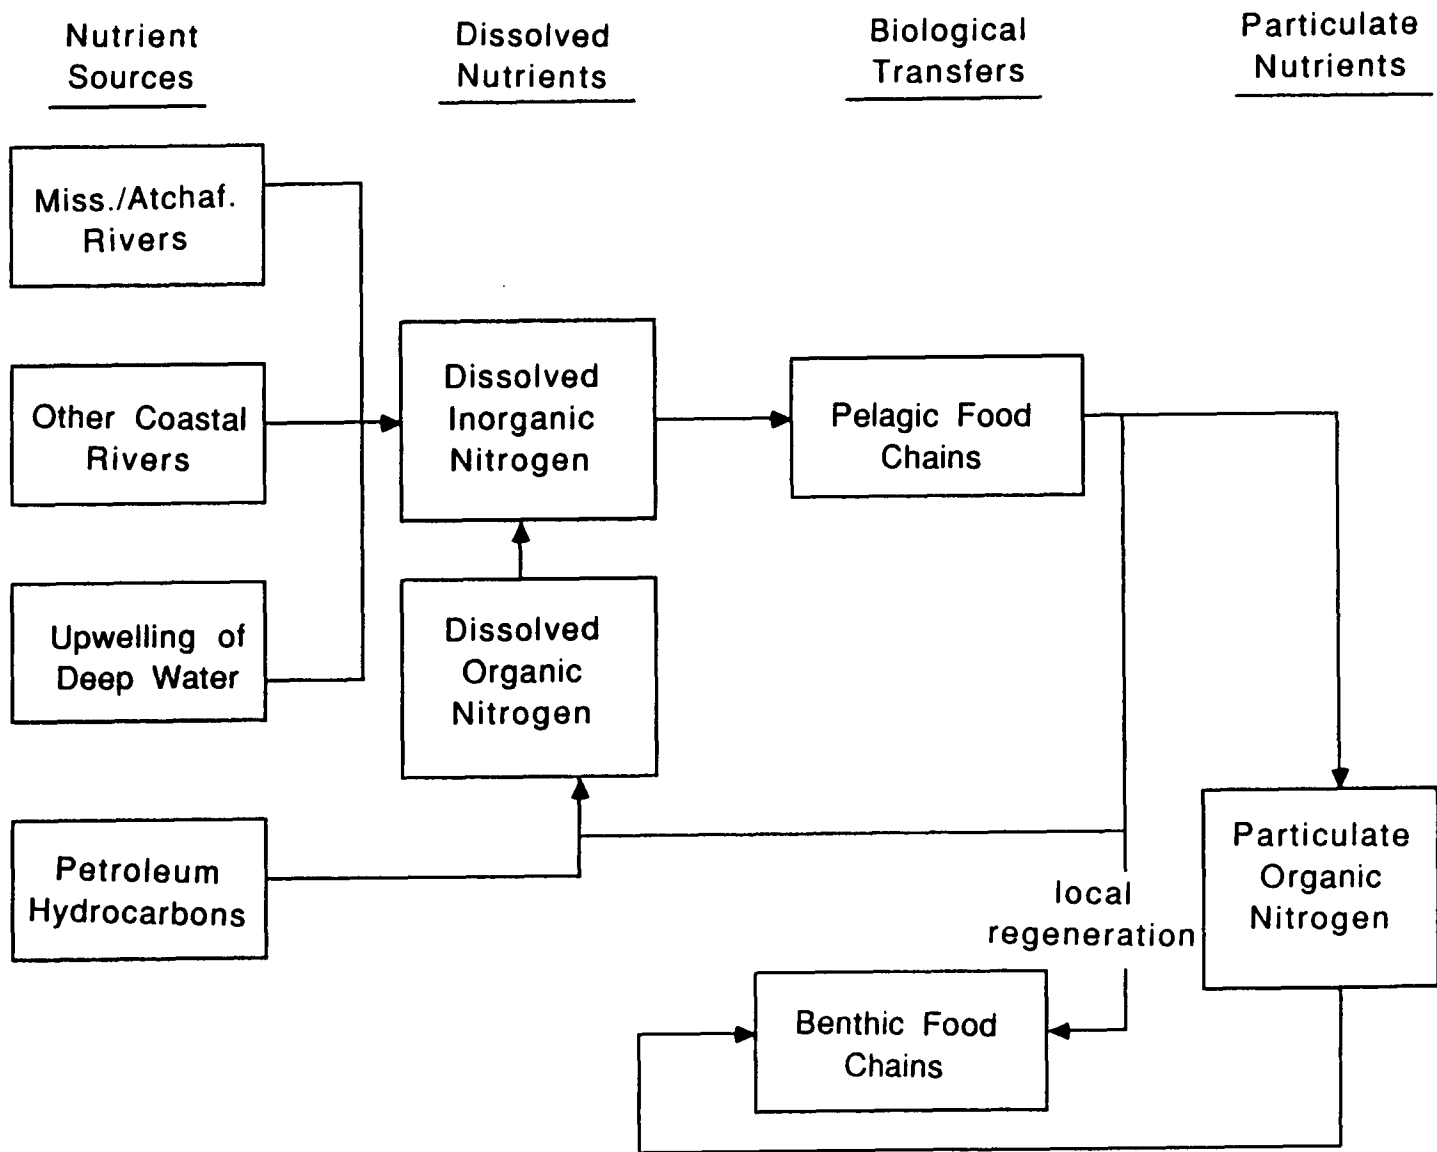 Nutrient
Sources
Dissolved
Nutrients
Biological
Transfers
Particulate
Nutrients
Miss./Atchaf.
Rivers
Other Coastal
Rivers
Upwelling of
Deep Water
Petroleum
Hydrocarbons
Dissolved
Inorganic
Nitrogen
Dissolved
Organic
Nitrogen
Pelagic Food
Chains
local
regeneration
Benthic Food
Chains
Particulate
Organic
Nitrogen